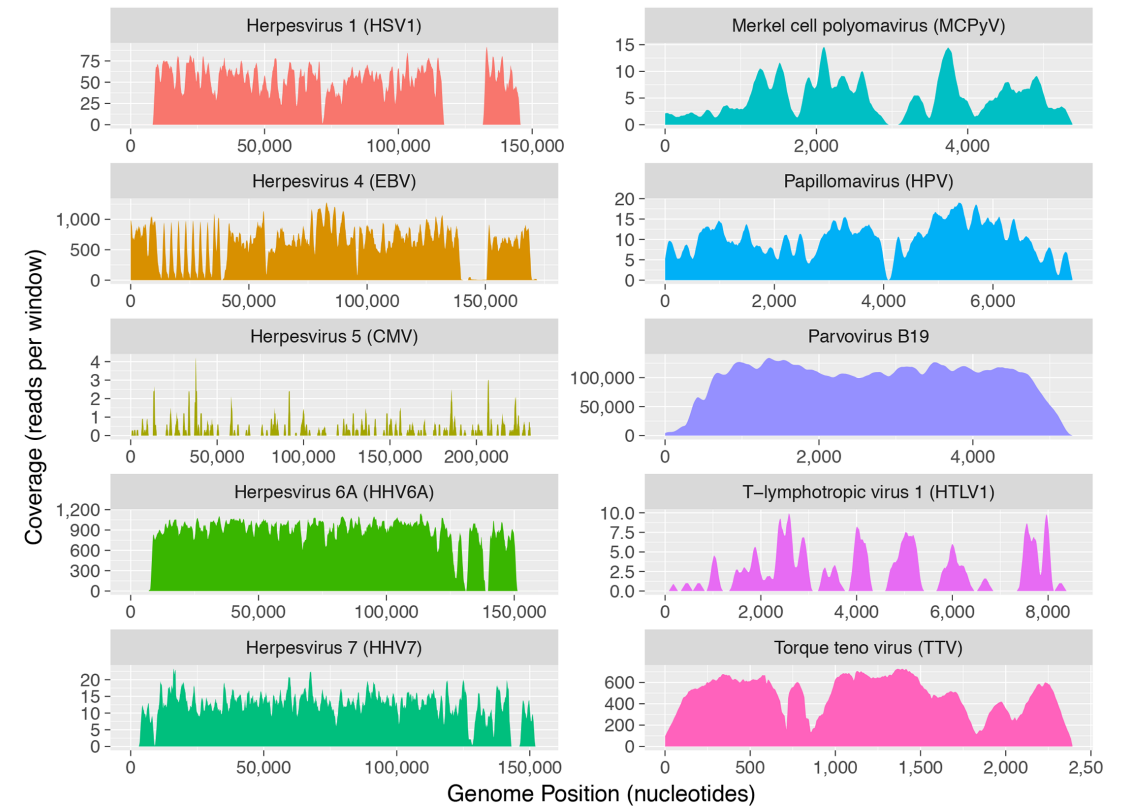 Herpesvirus 1 (HSV1)
Merkel cell polyomavirus (MCPyV)
75
50
25
0
0 50,000 100,000 150,000
15
10
5
0
0 2,000 4,000
Herpesvirus 4 (EBV)
Papillomavirus (HPV)
1,000
500
0
0 50,000 100,000 150,000
20
15
10
5
0
0 2,000 4,000 6,000
Herpesvirus 5 (CMV)
Parvovirus B19
4
3
2
1
0
0 50,000 100,000 150,000 200,000
100,000
50,000
0
0 2,000 4,000
Herpesvirus 6A (HHV6A)
T−lymphotropic virus 1 (HTLV1)
1,200
900
600
300
0
0 50,000 100,000 150,000
10.0
7.5
5.0
2.5
0.0
0 2,000 4,000 6,000 8,000
Herpesvirus 7 (HHV7)
Torque teno virus (TTV)
20
15
10
5
0
0 50,000 100,000 150,000
600
400
200
0
0 500 1,000 1,500 2,000 2,50
Coverage (reads per window)
Genome Position (nucleotides)